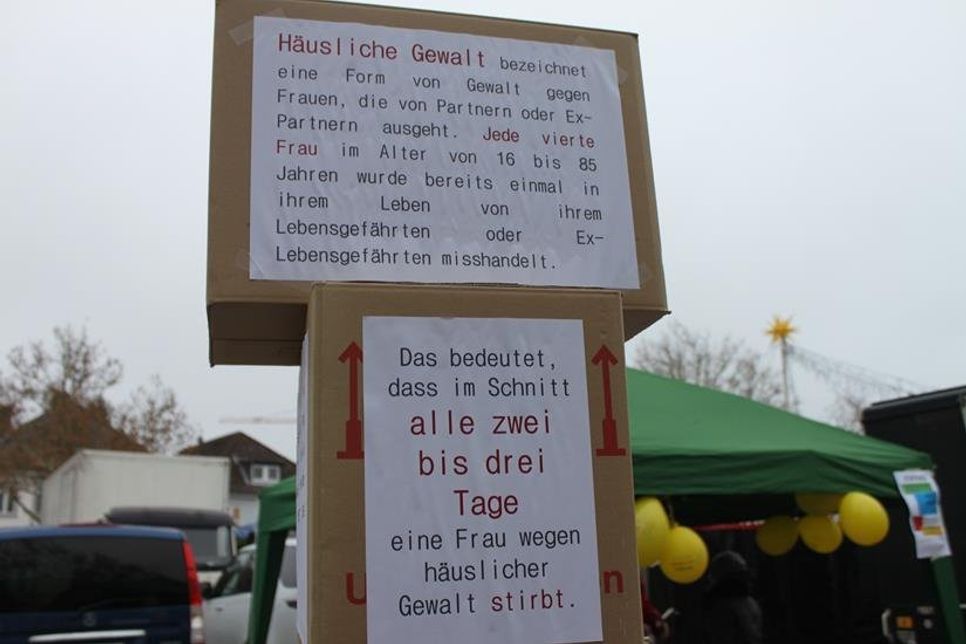 Häusliche Gewalt bezeichnet
eine Form von Gewalt gegen
Frauen, die von Partnern oder Ex-
Partnern ausgeht. Jede vierte
Frau im Alter von 16 bis 85
Jahren wurde bereits einmal in
ihrem Leben von ihrem
Lebensgefährten oder Ex-
Lebensgefährten misshandelt.
Das bedeutet,
dass im Schnitt
alle zwei
bis drei
Tage
eine Frau wegen
häuslicher
Gewalt stirbt.